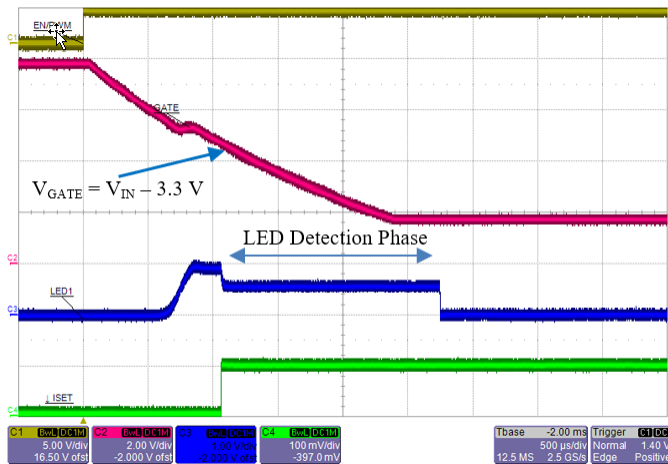 EN/PWM
C1
GATE
V_GATE = V_IN – 3.3 V
LED Detection Phase
C2
LED1
C3
↓ ISET
C4
C1 BwL DC1M C2 BwL DC1M C3 BwL DC1M C4 BwL DC1M Tbase -2.00 ms Trigger C1 DC
5.00 V/div 2.00 V/div 1.00 V/div 100 mV/div 500 µs/div Normal 1.40 V
16.50 V ofst -2.000 V ofst -2.000 V ofst -397.0 mV 12.5 MS 2.5 GS/s Edge Positive